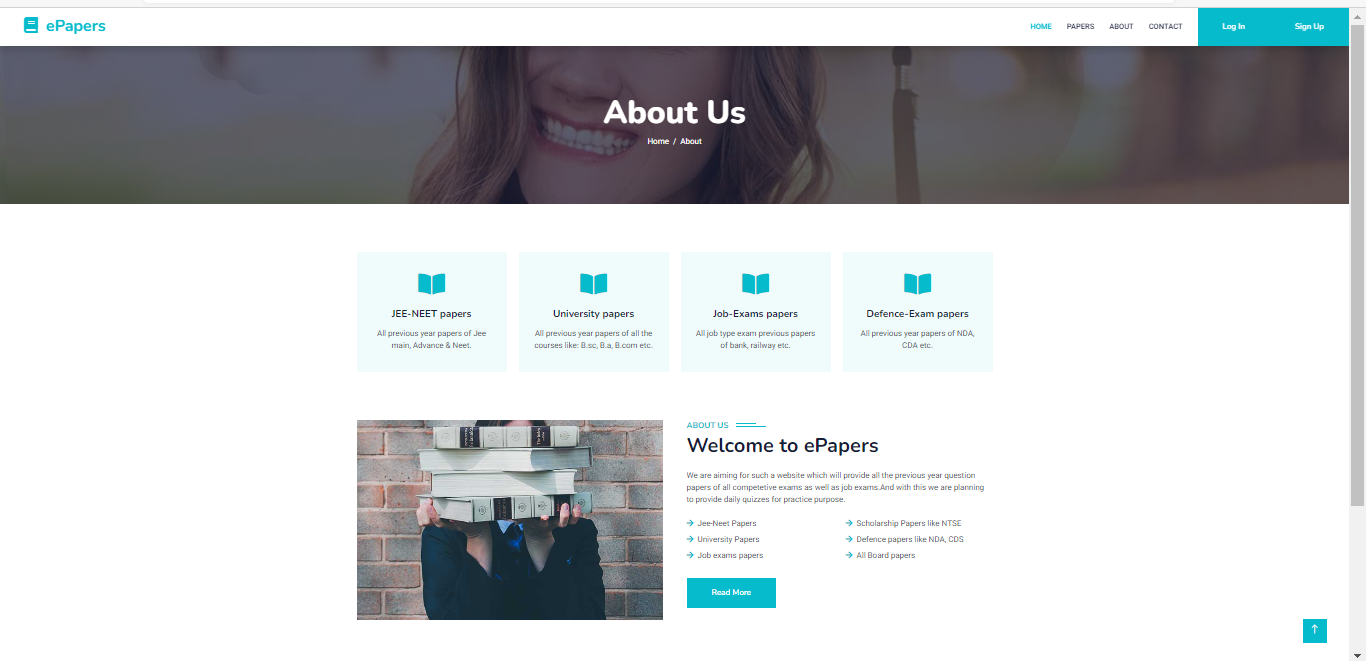 ePapers
HOME PAPERS ABOUT CONTACT Log In Sign Up
About Us
Home / About
JEE-NEET papers
All previous year papers of Jee
main, Advance & Neet.
University papers
All previous year papers of all the
courses like: B.sc, B.a, B.com etc.
Job-Exams papers
All job type exam previous papers
of bank, railway etc.
Defence-Exam papers
All previous year papers of NDA,
CDA etc.
ABOUT US
Welcome to ePapers
We are aiming for such a website which will provide all the previous year question
papers of all competetive exams as well as job exams.And with this we are planning
to provide daily quizzes for practice purpose.
Jee-Neet Papers
Scholarship Papers like NTSE
University Papers
Defence papers like NDA, CDS
Job exams papers
All Board papers
Read More